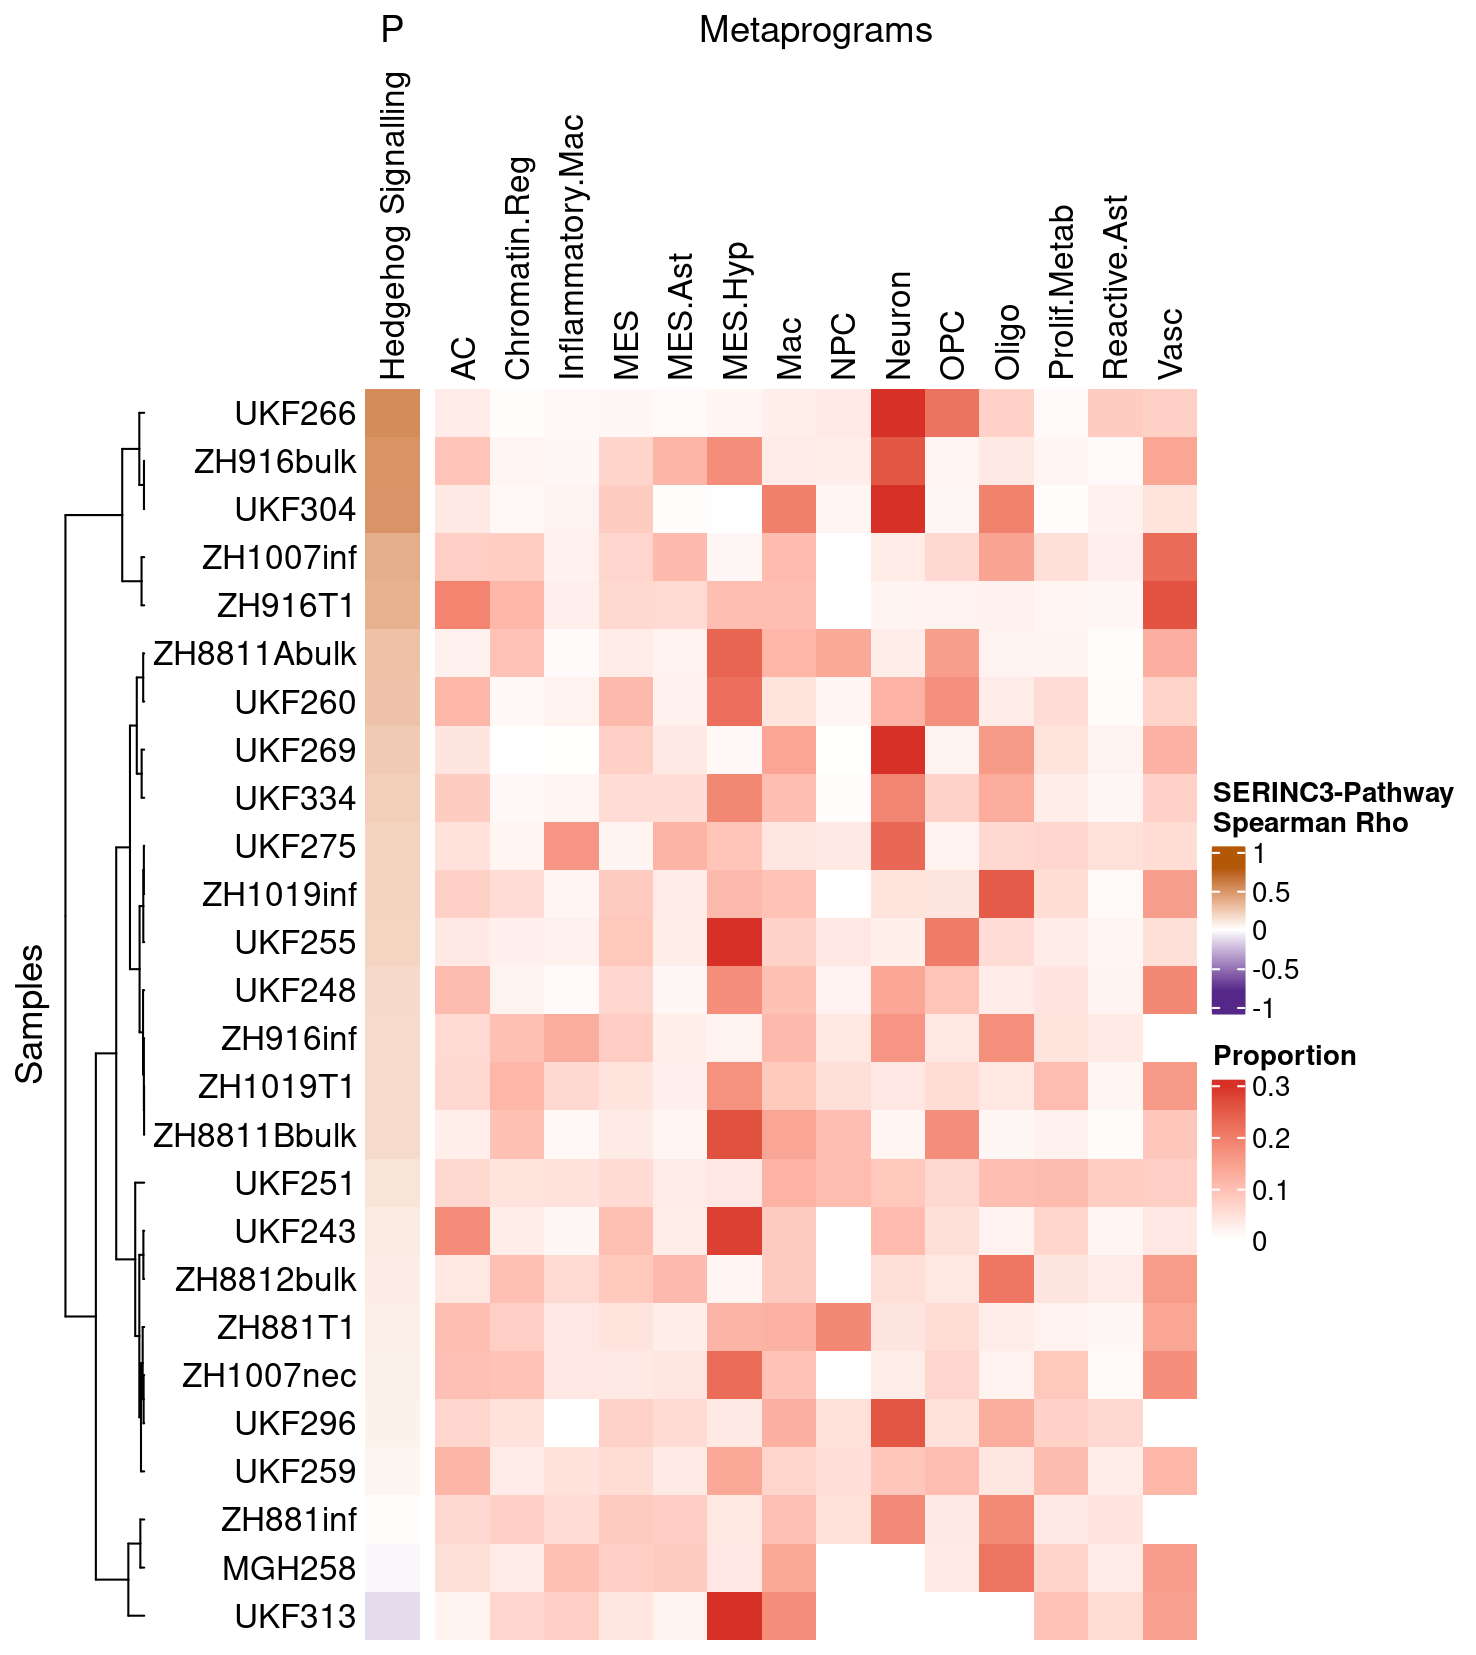 P
Metaprograms
Hedgehog Signalling
AC
Chromatin.Reg
Inflammatory.Mac
MES
MES.Ast
MES.Hyp
Mac
NPC
Neuron
OPC
Oligo
Prolif.Metab
Reactive.Ast
Vasc
Samples
UKF266
ZH916bulk
UKF304
ZH1007inf
ZH916T1
ZH8811Abulk
UKF260
UKF269
UKF334
UKF275
ZH1019inf
UKF255
UKF248
ZH916inf
ZH1019T1
ZH8811Bbulk
UKF251
UKF243
ZH8812bulk
ZH881T1
ZH1007nec
UKF296
UKF259
ZH881inf
MGH258
UKF313
SERINC3-Pathway
Spearman Rho
1
0.5
0
-0.5
-1
Proportion
0.3
0.2
0.1
0